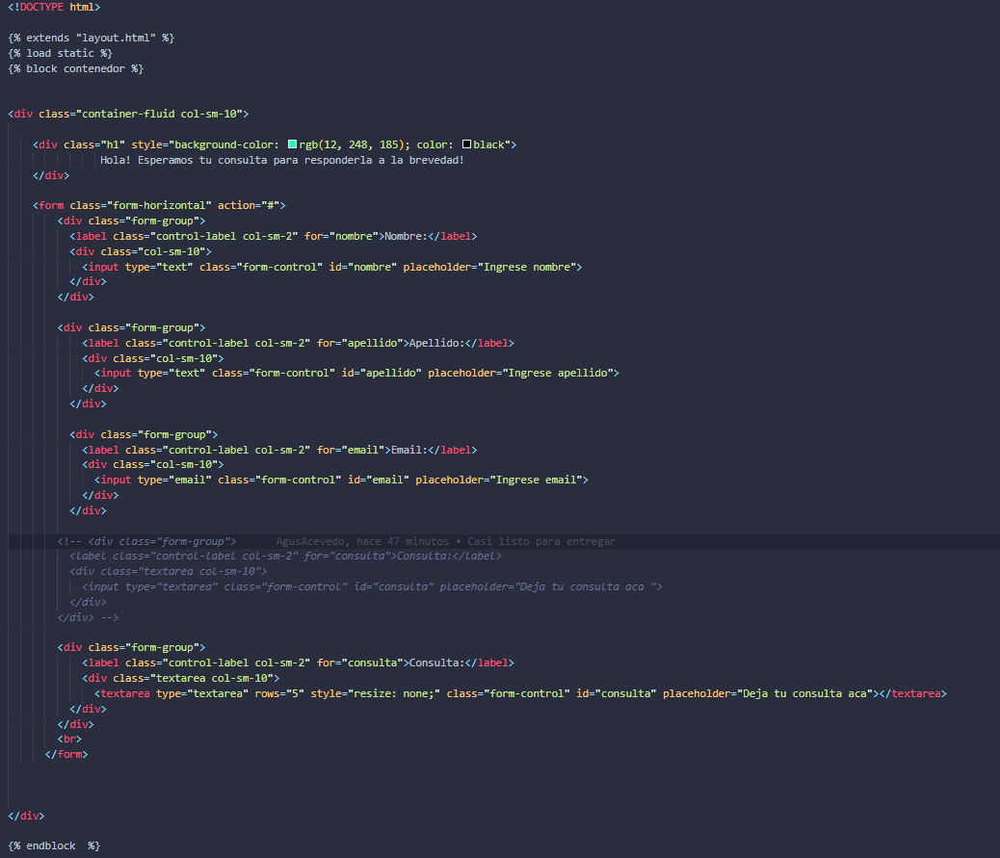 <!DOCTYPE html>
{% extends "layout.html" %}
{% load static %}
{% block contenedor %}
<div class="container-fluid col-sm-10">
<div class="h1" style="background-color: rgb(12, 248, 185); color: black">
Hola! Esperamos tu consulta para responderla a la brevedad!
</div>
<form class="form-horizontal" action="#">
<div class="form-group">
<label class="control-label col-sm-2" for="nombre">Nombre:</label>
<div class="col-sm-10">
<input type="text" class="form-control" id="nombre" placeholder="Ingrese nombre">
</div>
</div>
<div class="form-group">
<label class="control-label col-sm-2" for="apellido">Apellido:</label>
<div class="col-sm-10">
<input type="text" class="form-control" id="apellido" placeholder="Ingrese apellido">
</div>
</div>
<div class="form-group">
<label class="control-label col-sm-2" for="email">Email:</label>
<div class="col-sm-10">
<input type="email" class="form-control" id="email" placeholder="Ingrese email">
</div>
</div>
<!-- <div class="form-group"> AgusAcevedo, hace 47 minutos • Casi listo para entregar
<label class="control-label col-sm-2" for="consulta">Consulta:</label>
<div class="textarea col-sm-10">
<input type="textarea" class="form-control" id="consulta" placeholder="Deja tu consulta aca ">
</div>
</div> -->
<div class="form-group">
<label class="control-label col-sm-2" for="consulta">Consulta:</label>
<div class="textarea col-sm-10">
<textarea type="textarea" rows="5" style="resize: none;" class="form-control" id="consulta" placeholder="Deja tu consulta aca"></textarea>
</div>
</div>
<br>
</form>
</div>
{% endblock  %}